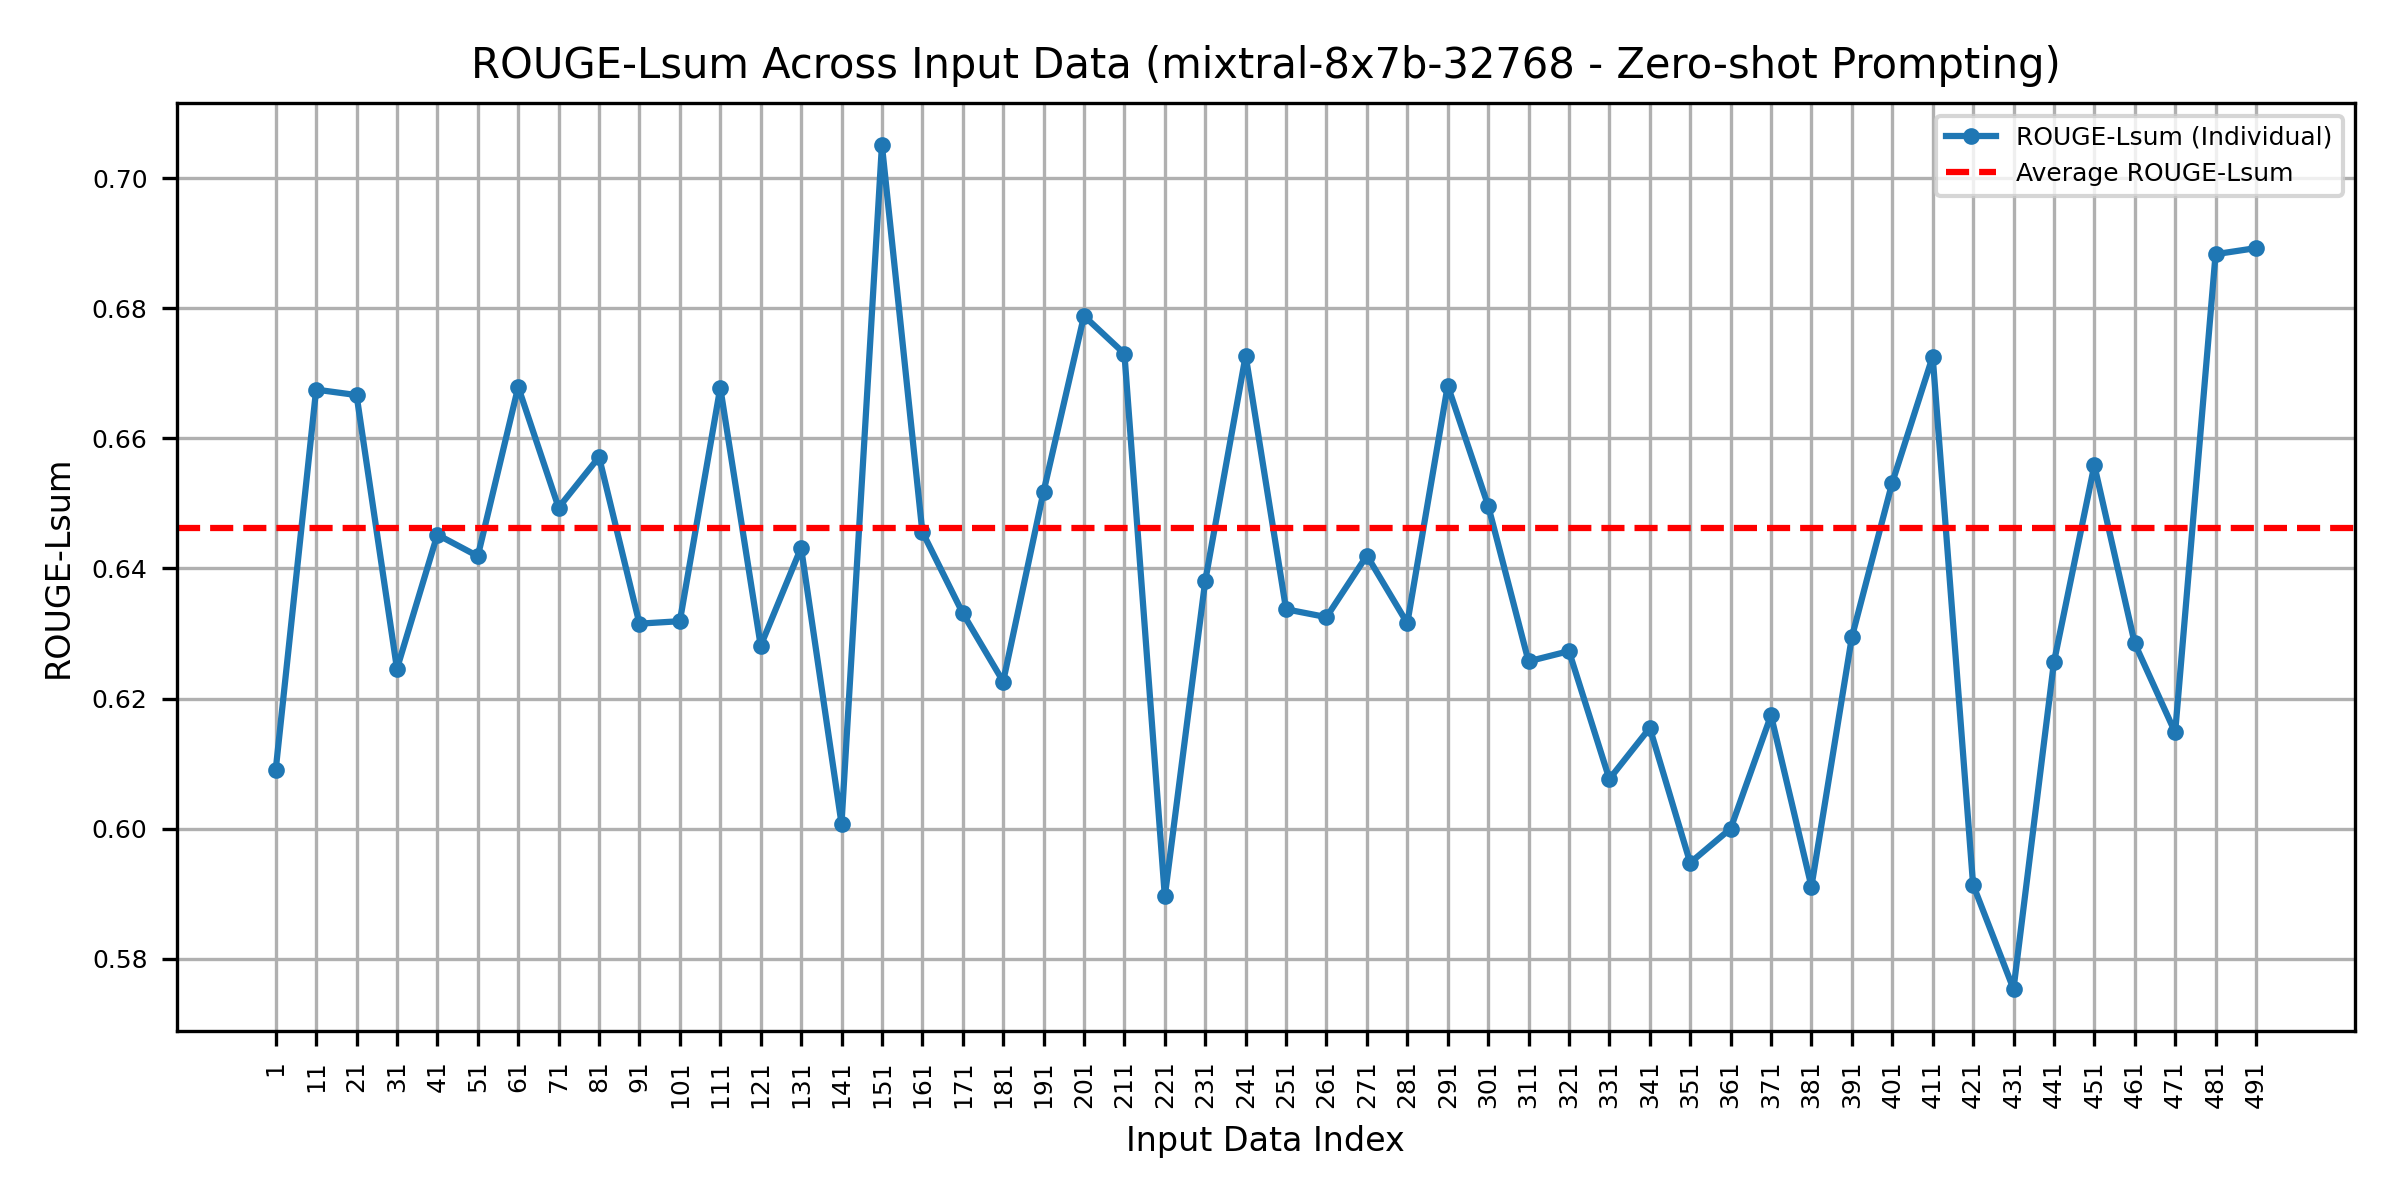 ROUGE-Lsum Across Input Data (mixtral-8x7b-32768 - Zero-shot Prompting)
ROUGE-Lsum (Individual)
Average ROUGE-Lsum
ROUGE-Lsum
0.70
0.68
0.66
0.64
0.62
0.60
0.58
1 11 21 31 41 51 61 71 81 91 101 111 121 131 141 151 161 171 181 191 201 211 221 231 241 251 261 271 281 291 301 311 321 331 341 351 361 371 381 391 401 411 421 431 441 451 461 471 481 491
Input Data Index